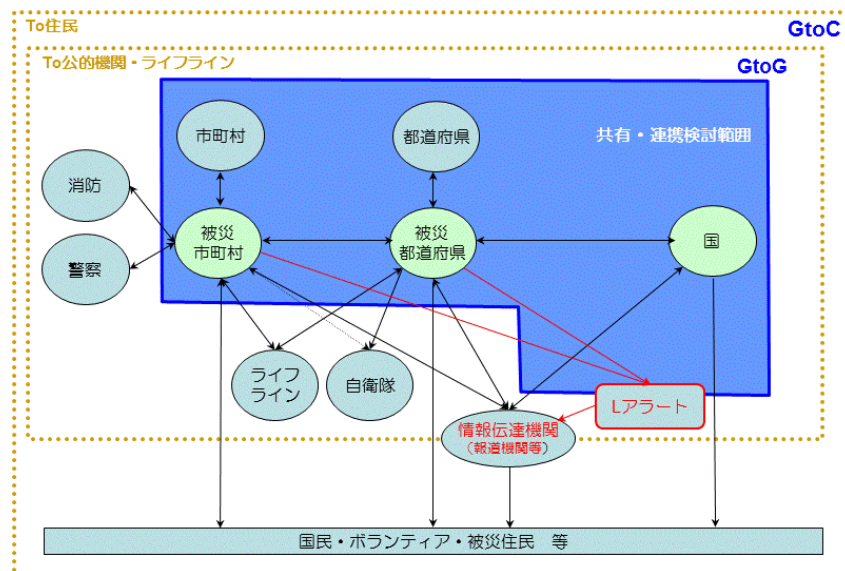 To住民
GtoC
To公的機関・ライフライン
GtoG
市町村
都道府県
共有・連携検討範囲
消防
被災
市町村
被災
都道府県
国
警察
ライフ
ライン
自衛隊
Lアラート
情報伝達機関
(報道機関等)
国民・ボランティア・被災住民　等